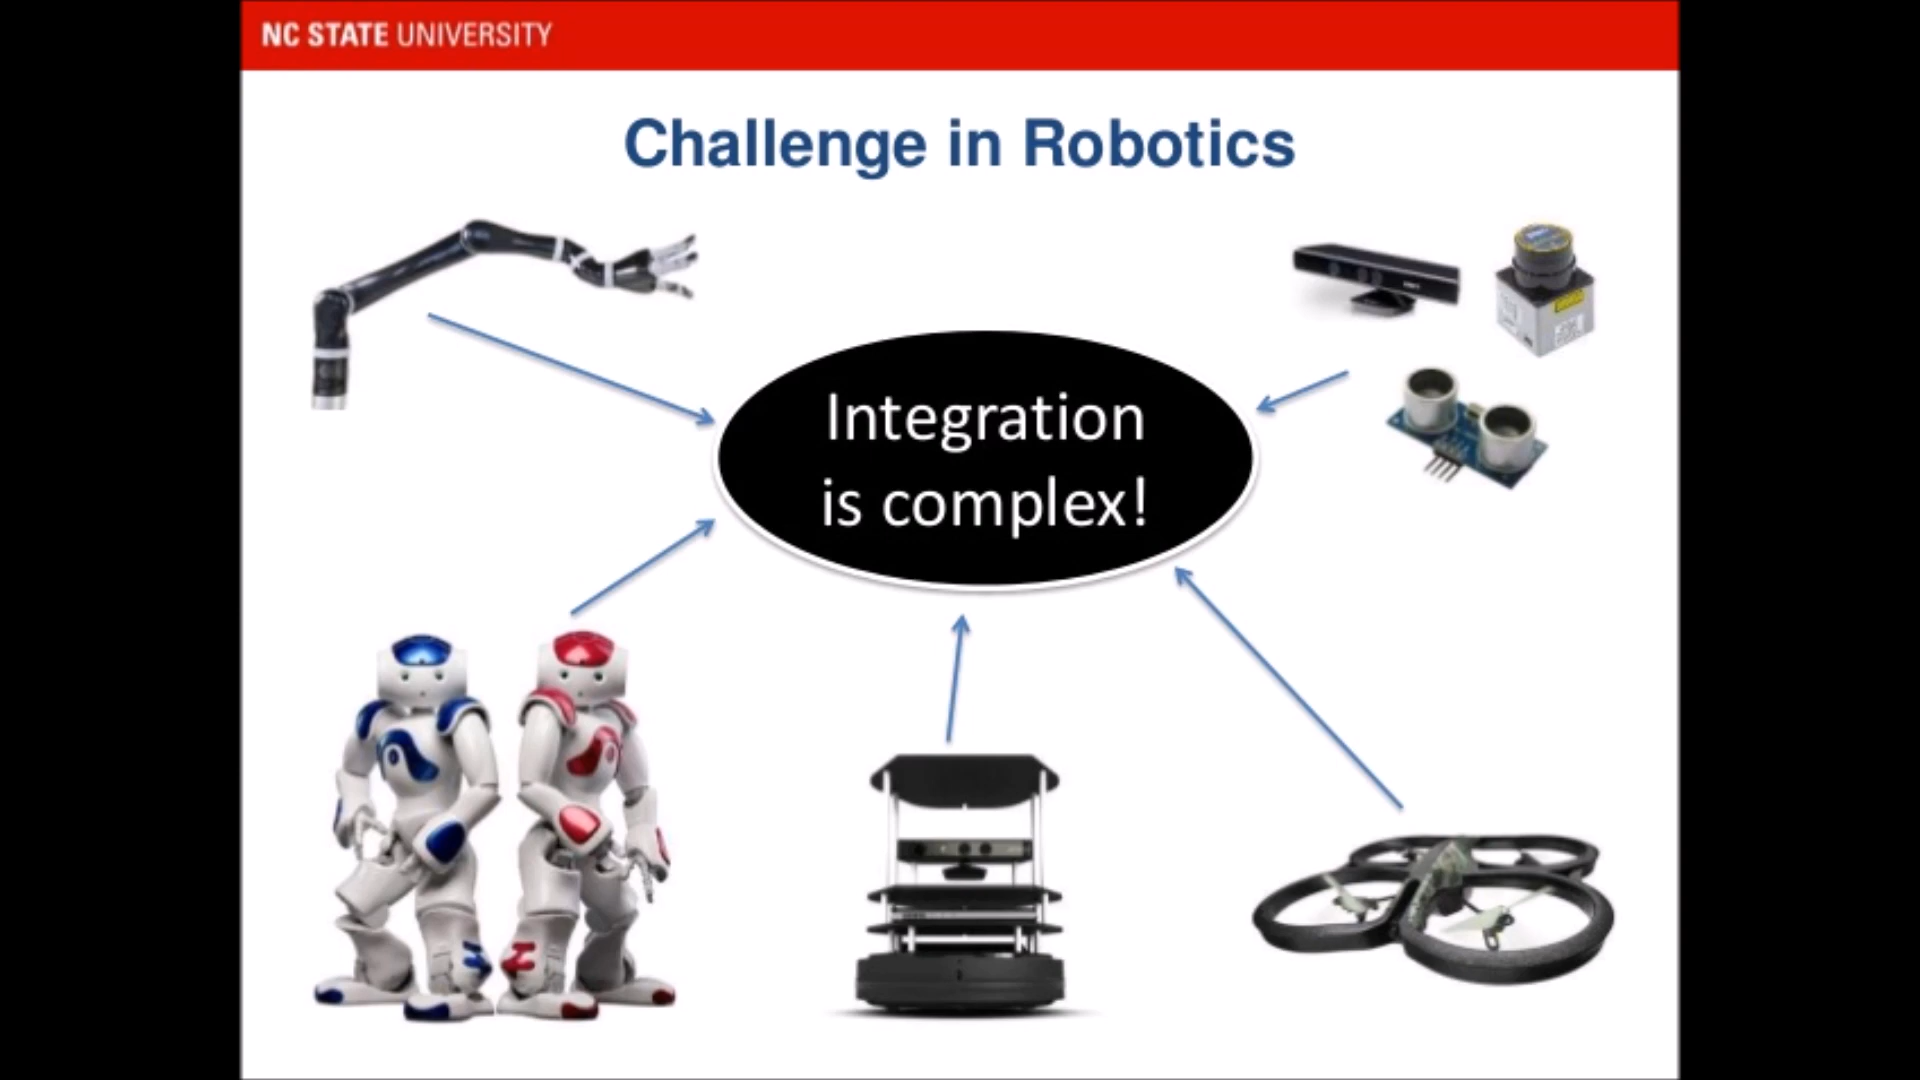 NC STATE UNIVERSITY
Challenge in Robotics
Integration
is complex!